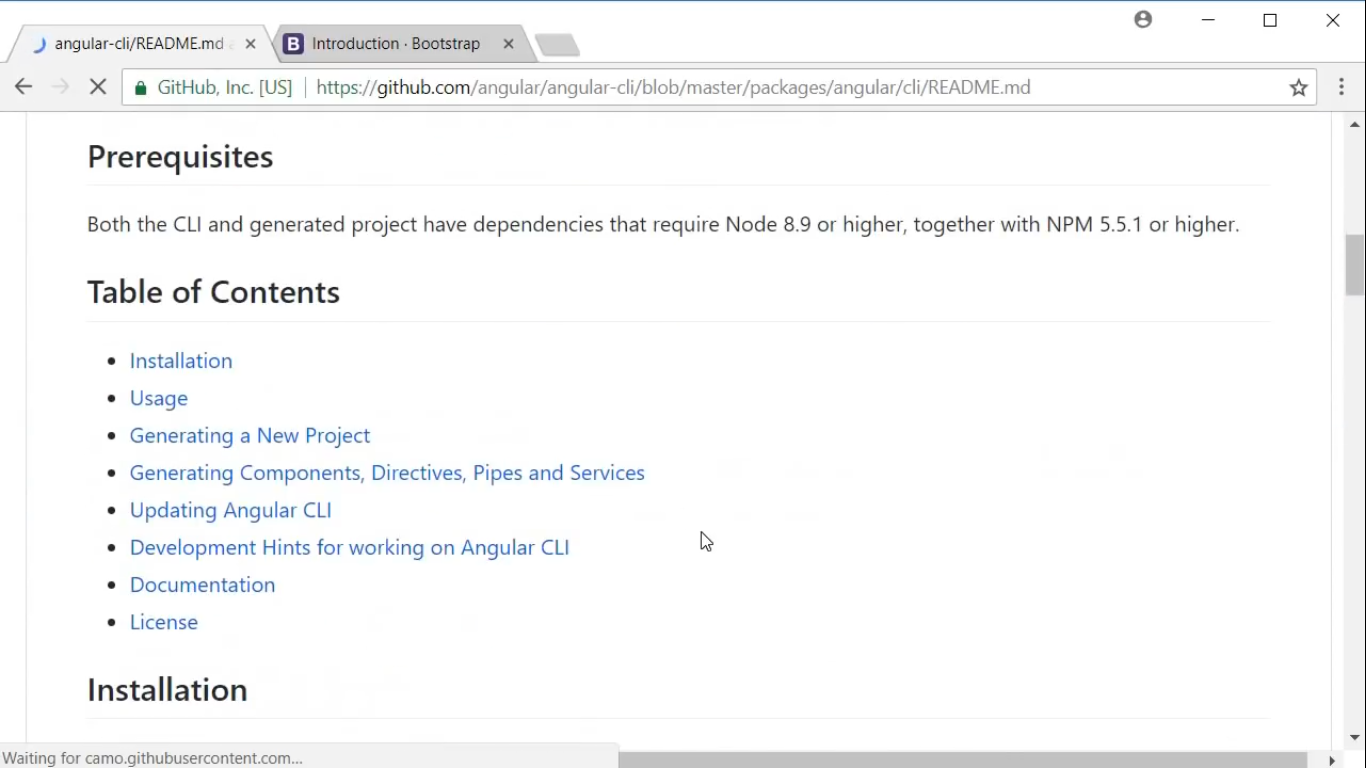 angular-cli/README.md
B Introduction · Bootstrap
GitHub, Inc. [US] https://github.com/angular/angular-cli/blob/master/packages/angular/cli/README.md
Prerequisites
Both the CLI and generated project have dependencies that require Node 8.9 or higher, together with NPM 5.5.1 or higher.
Table of Contents
Installation
Usage
Generating a New Project
Generating Components, Directives, Pipes and Services
Updating Angular CLI
Development Hints for working on Angular CLI
Documentation
License
Installation
Waiting for camo.githubusercontent.com...